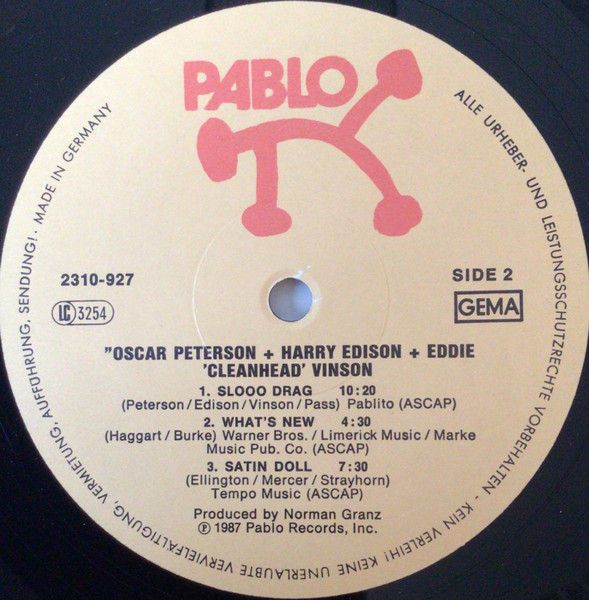 PABLO
ALLE URHEBER- UND LEISTUNGSSCHUTZRECHTE VORBEHALTEN - KEIN VERLEIH! KEINE UNERLAUBTE VERVIELFÄLTIGUNG, VERMIETUNG, AUFFÜHRUNG, SENDUNG! - MADE IN GERMANY
2310-927
SIDE 2
LC 3254
GEMA
"OSCAR PETERSON + HARRY EDISON + EDDIE
'CLEANHEAD' VINSON
1. SLOOO DRAG 10:20
(Peterson/Edison/Vinson/Pass) Pablito (ASCAP)
2. WHAT'S NEW 4:30
(Haggart/Burke) Warner Bros./Limerick Music/Marke
Music Pub. Co. (ASCAP)
3. SATIN DOLL 7:30
(Ellington/Mercer/Strayhorn)
Tempo Music (ASCAP)
Produced by Norman Granz
℗ 1987 Pablo Records, Inc.